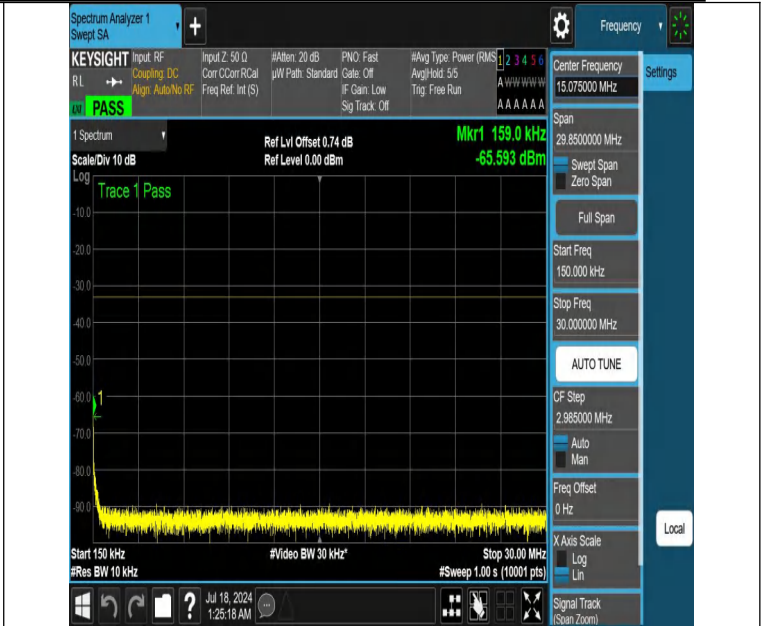 Spectrum Analyzer 1
Swept SA
+
Frequency
KEYSIGHT
RL
LXI PASS
Input: RF
Coupling: DC
Align: Auto/No RF
Input Z: 50 Ω
Corr CCorr RCal
Freq Ref: Int (S)
#Atten: 20 dB
µW Path: Standard
PNO: Fast
Gate: Off
IF Gain: Low
Sig Track: Off
#Avg Type: Power (RMS
Avg|Hold: 5/5
Trig: Free Run
1 2 3 4 5 6
A W W W W W
A A A A A A
1 Spectrum
Scale/Div 10 dB
Ref Lvl Offset 0.74 dB
Ref Level 0.00 dBm
Mkr1 159.0 kHz
-65.593 dBm
Log
Trace 1 Pass
-10.0
-20.0
-30.0
-40.0
-50.0
-60.0
1
-70.0
-80.0
-90.0
Start 150 kHz
#Res BW 10 kHz
#Video BW 30 kHz*
Stop 30.00 MHz
#Sweep 1.00 s (10001 pts)
Center Frequency
15.075000 MHz
Settings
Span
29.8500000 MHz
Swept Span
Zero Span
Full Span
Start Freq
150.000 kHz
Stop Freq
30.000000 MHz
AUTO TUNE
CF Step
2.985000 MHz
Auto
Man
Freq Offset
0 Hz
X Axis Scale
Log
Lin
Local
Signal Track
(Span Zoom)
?
Jul 18, 2024
1:25:18 AM